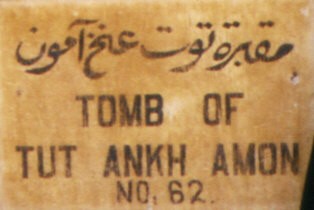 مقبرة توت عنخ آمون
TOMB OF
TUT ANKH AMON
NO. 62.